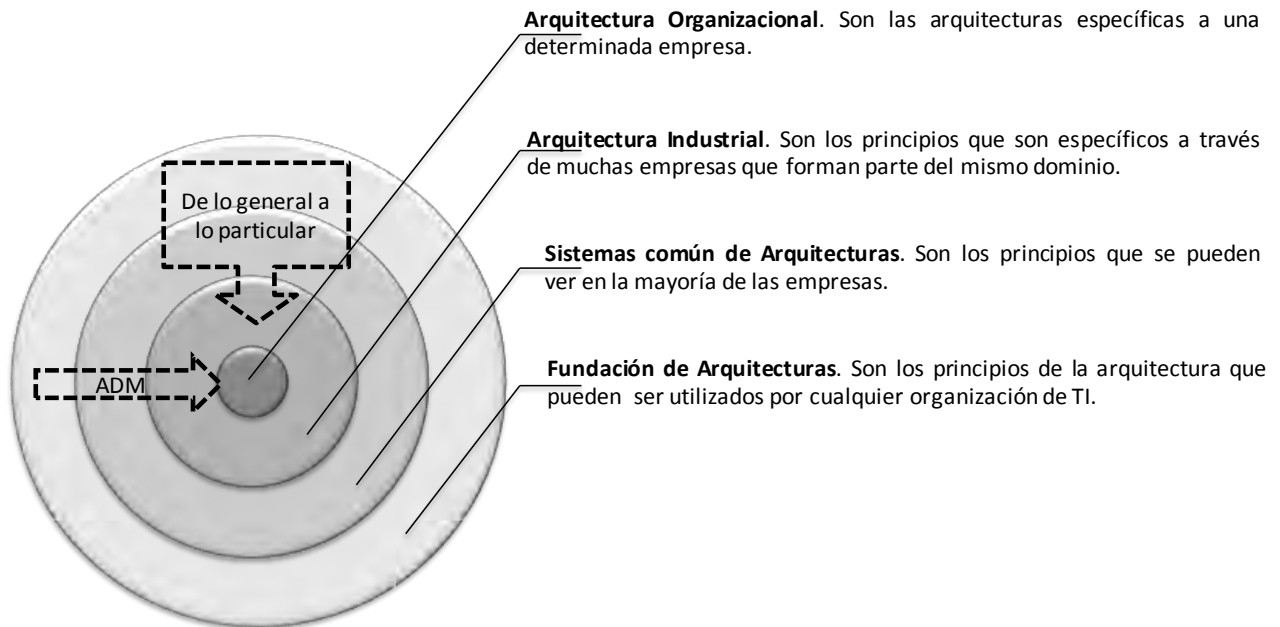 Arquitectura Organizacional. Son las arquitecturas específicas a una
determinada empresa.
Arquitectura Industrial. Son los principios que son específicos a través
de muchas empresas que forman parte del mismo dominio.
De lo general a
lo particular
Sistemas común de Arquitecturas. Son los principios que se pueden
ver en la mayoría de las empresas.
Fundación de Arquitecturas. Son los principios de la arquitectura que
pueden ser utilizados por cualquier organización de TI.
ADM